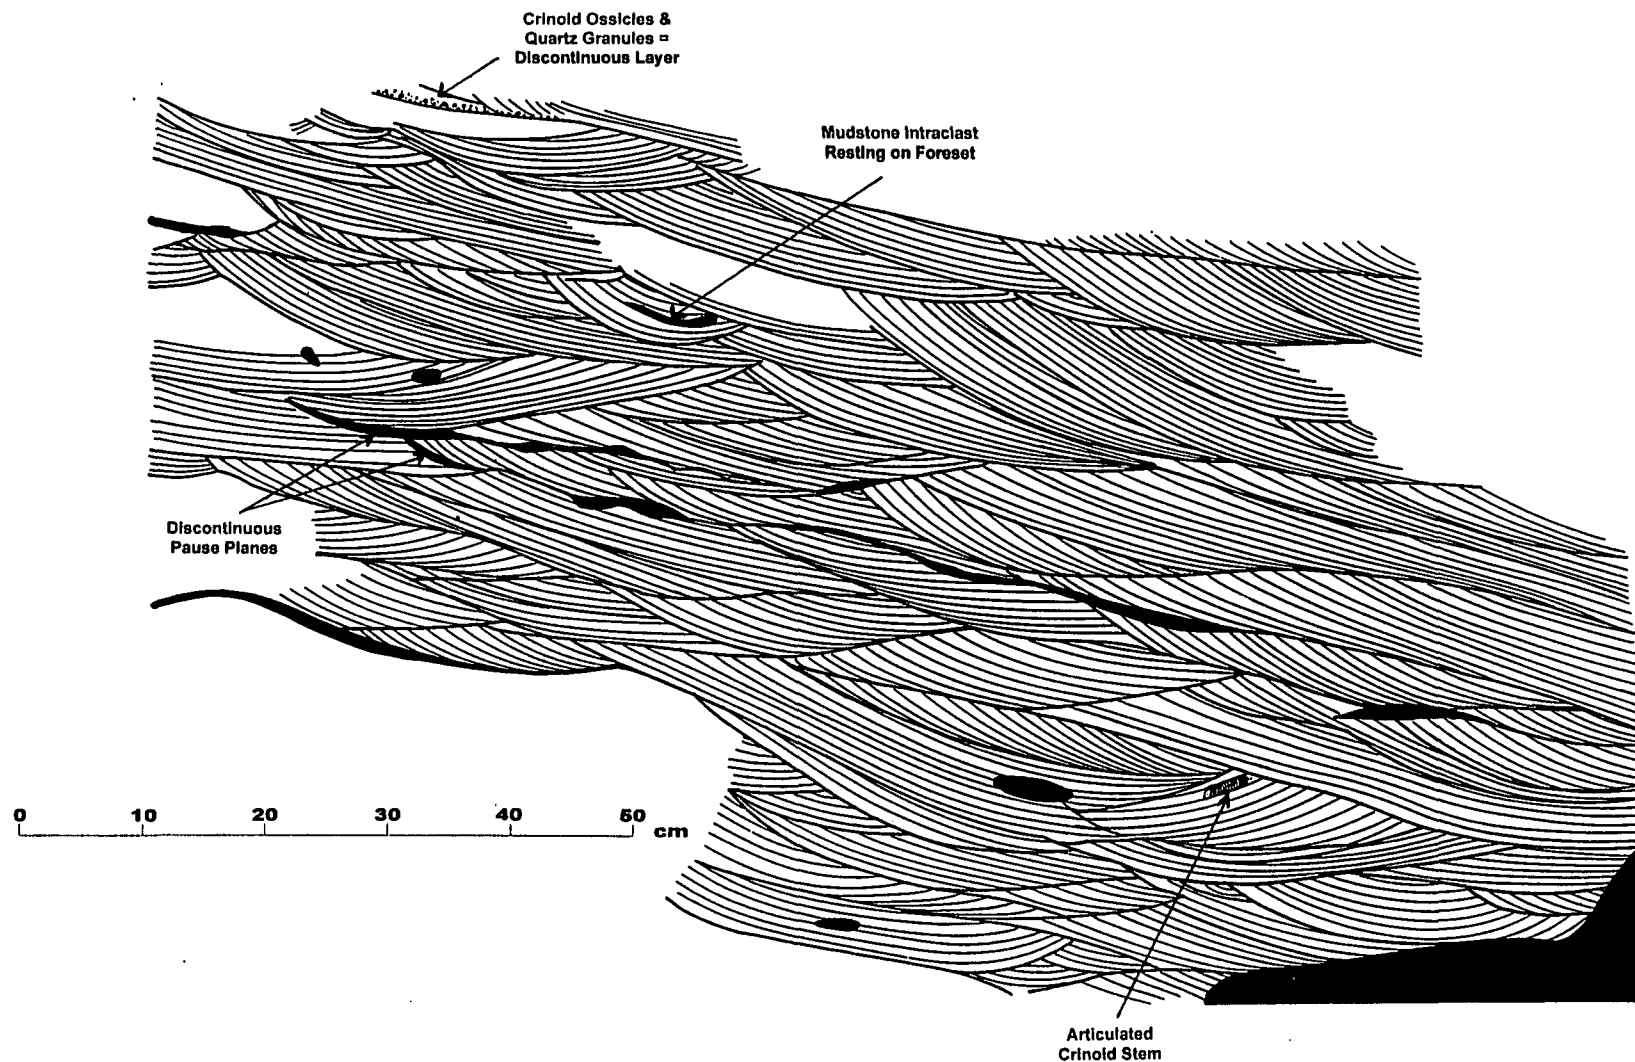 Crinoid Ossicles &
Quartz Granules =
Discontinuous Layer
Mudstone Intraclast
Resting on Foreset
Discontinuous
Pause Planes
0 10 20 30 40 50 cm
Articulated
Crinoid Stem